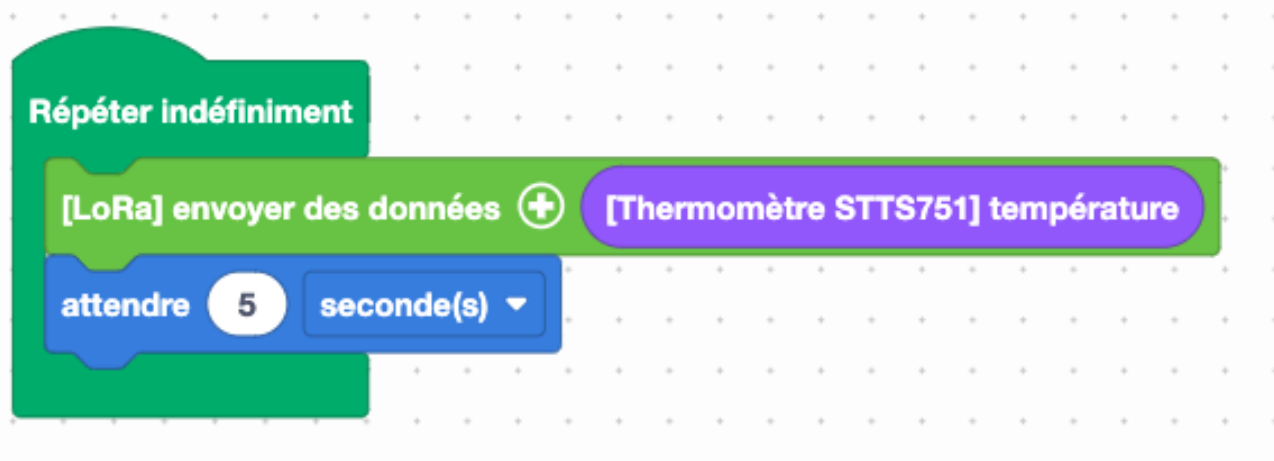 Répéter indéfiniment
[LoRa] envoyer des données [Thermomètre STTS751] température
attendre 5 seconde(s)